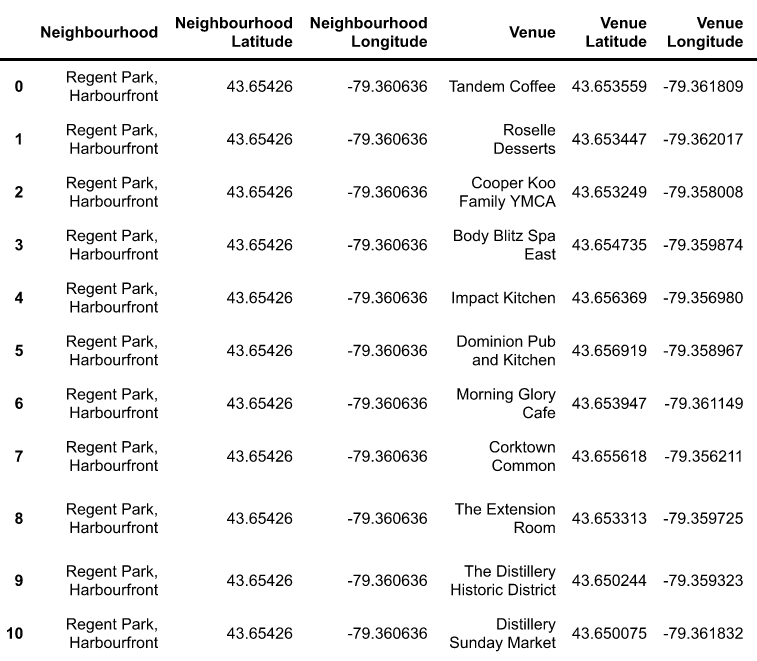 Neighbourhood Neighbourhood Latitude Neighbourhood Longitude Venue Venue Latitude Venue Longitude
0 Regent Park, Harbourfront 43.65426 -79.360636 Tandem Coffee 43.653559 -79.361809
1 Regent Park, Harbourfront 43.65426 -79.360636 Roselle Desserts 43.653447 -79.362017
2 Regent Park, Harbourfront 43.65426 -79.360636 Cooper Koo Family YMCA 43.653249 -79.358008
3 Regent Park, Harbourfront 43.65426 -79.360636 Body Blitz Spa East 43.654735 -79.359874
4 Regent Park, Harbourfront 43.65426 -79.360636 Impact Kitchen 43.656369 -79.356980
5 Regent Park, Harbourfront 43.65426 -79.360636 Dominion Pub and Kitchen 43.656919 -79.358967
6 Regent Park, Harbourfront 43.65426 -79.360636 Morning Glory Cafe 43.653947 -79.361149
7 Regent Park, Harbourfront 43.65426 -79.360636 Corktown Common 43.655618 -79.356211
8 Regent Park, Harbourfront 43.65426 -79.360636 The Extension Room 43.653313 -79.359725
9 Regent Park, Harbourfront 43.65426 -79.360636 The Distillery Historic District 43.650244 -79.359323
10 Regent Park, Harbourfront 43.65426 -79.360636 Distillery Sunday Market 43.650075 -79.361832